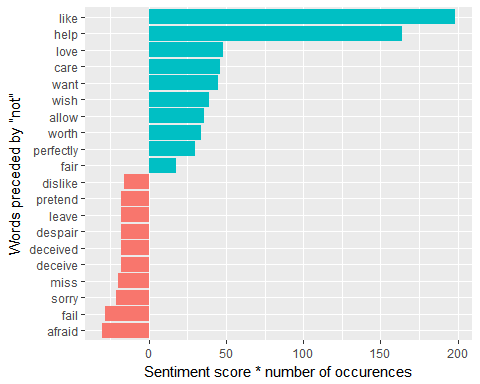 Words preceded by "not"
like
help
love
care
want
wish
allow
worth
perfectly
fair
dislike
pretend
leave
despair
deceived
deceive
miss
sorry
fail
afraid
0 50 100 150 200
Sentiment score * number of occurences